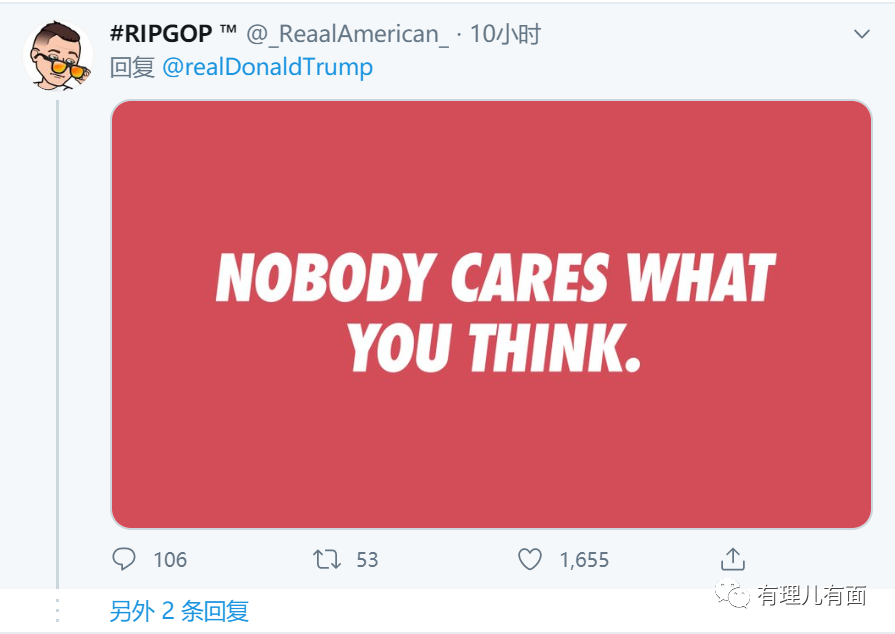 #RIPGOP ™ @_ReaalAmerican_ · 10小时
回复 @realDonaldTrump
NOBODY CARES WHAT
YOU THINK.
106 53 1,655
有理儿有面
另外 2 条回复